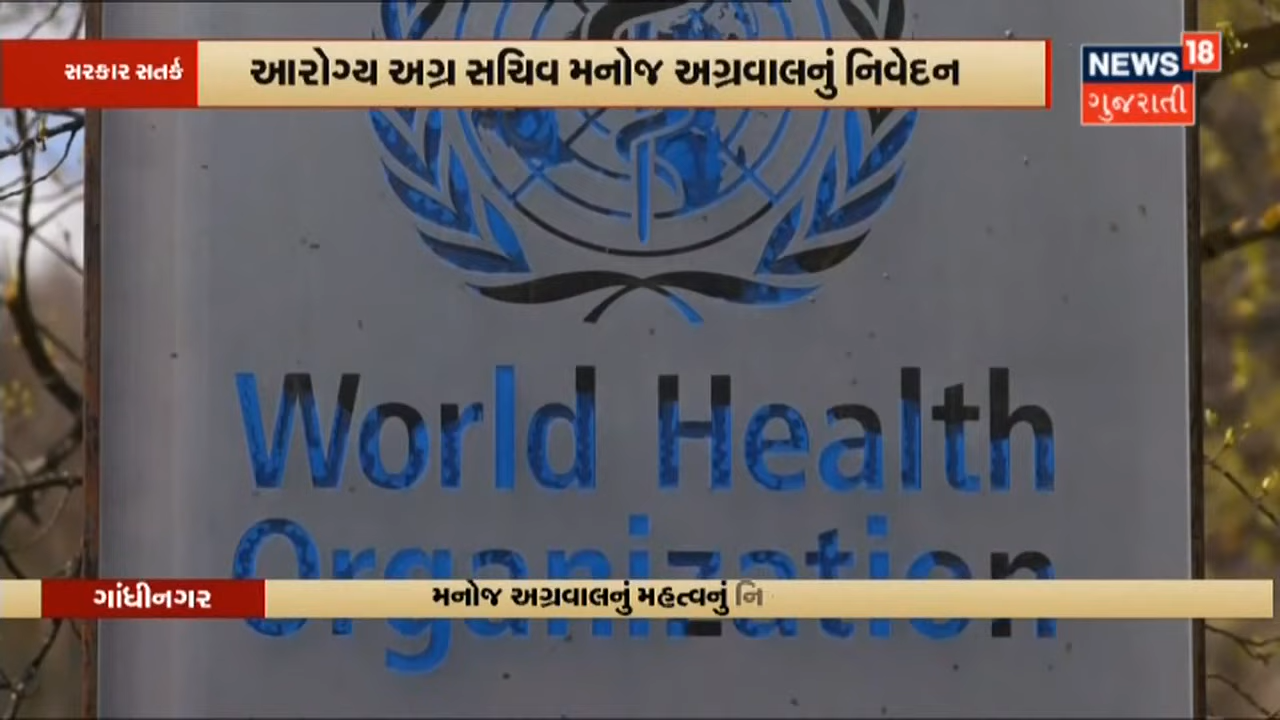 સરકાર સતર્ક
આરોગ્ય અગ્ર સચિવ મનોજ અગ્રવાલનું નિવેદન
NEWS 18
ગુજરાતી
World Health
Organization
ગાંધીનગર
મનોજ અગ્રવાલનું મહત્વનું નિ